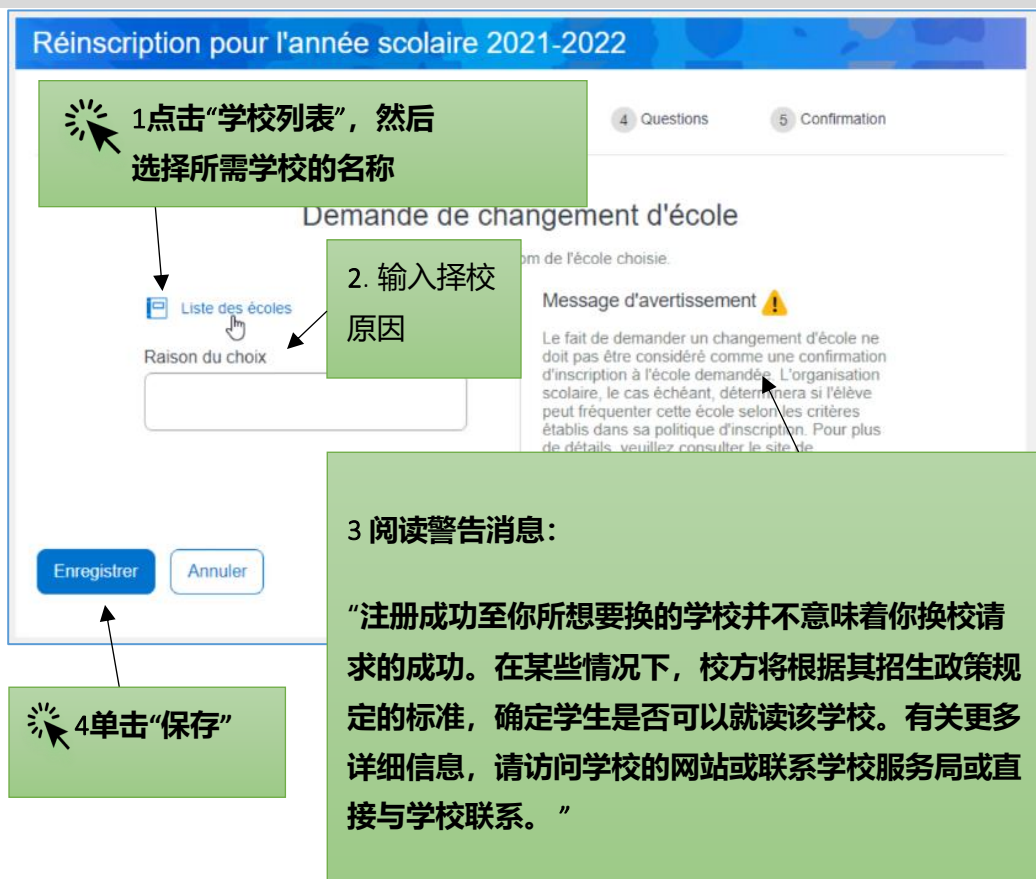 Réinscription pour l'année scolaire 2021-2022
1点击“学校列表”，然后
选择所需学校的名称
4 Questions
5 Confirmation
Demande de changement d'école
om de l'école choisie.
2. 输入择校
原因
Liste des écoles
Raison du choix
Message d'avertissement
Le fait de demander un changement d'école ne
doit pas être considéré comme une confirmation
d'inscription à l'école demandée. L'organisation
scolaire, le cas échéant, déterminera si l'élève
peut fréquenter cette école selon les critères
établis dans sa politique d'inscription. Pour plus
de détails, veuillez consulter le site de
3 阅读警告消息：
“注册成功至你所想要换的学校并不意味着你换校请
求的成功。在某些情况下，校方将根据其招生政策规
定的标准，确定学生是否可以就读该学校。有关更多
详细信息，请访问学校的网站或联系学校服务局或直
接与学校联系。”
Enregistrer
Annuler
4单击“保存”